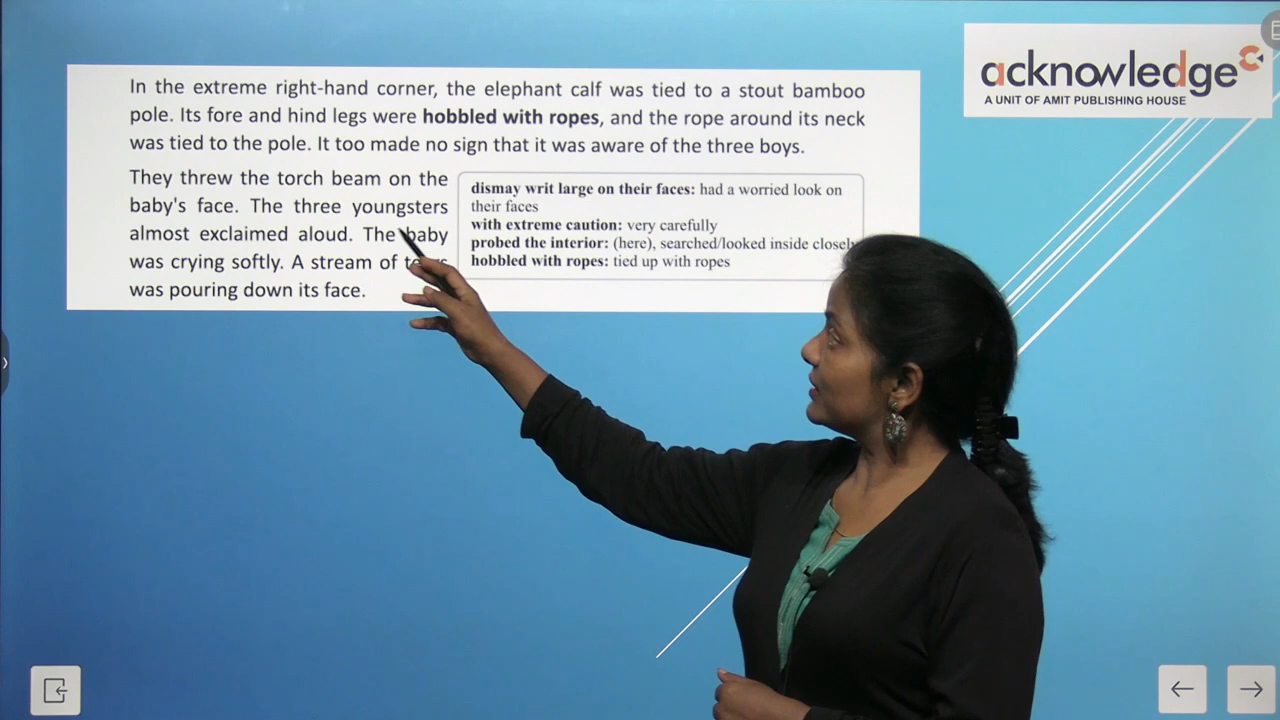 acknowledge
A UNIT OF AMIT PUBLISHING HOUSE
In the extreme right-hand corner, the elephant calf was tied to a stout bamboo
pole. Its fore and hind legs were hobbled with ropes, and the rope around its neck
was tied to the pole. It too made no sign that it was aware of the three boys.
They threw the torch beam on the
baby's face. The three youngsters
almost exclaimed aloud. The baby
was crying softly. A stream of
was pouring down its face.
dismay writ large on their faces: had a worried look on
their faces
with extreme caution: very carefully
probed the interior: (here), searched/looked inside closely
hobbled with ropes: tied up with ropes